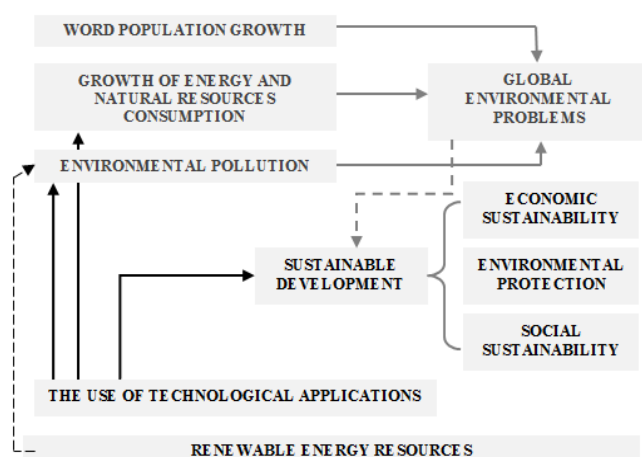 WORD POPULATION GROWTH
GROWTH OF ENERGY AND
NATURAL RESOURCES
CONSUMPTION
GLOBAL
ENVIRONMENTAL
PROBLEMS
ENVIRONMENTAL POLLUTION
ECONOMIC
SUSTAINABILITY
SUSTAINABLE
DEVELOPMENT
ENVIRONMENTAL
PROTECTION
SOCIAL
SUSTAINABILITY
THE USE OF TECHNOLOGICAL APPLICATIONS
RENEWABLE ENERGY RESOURCES